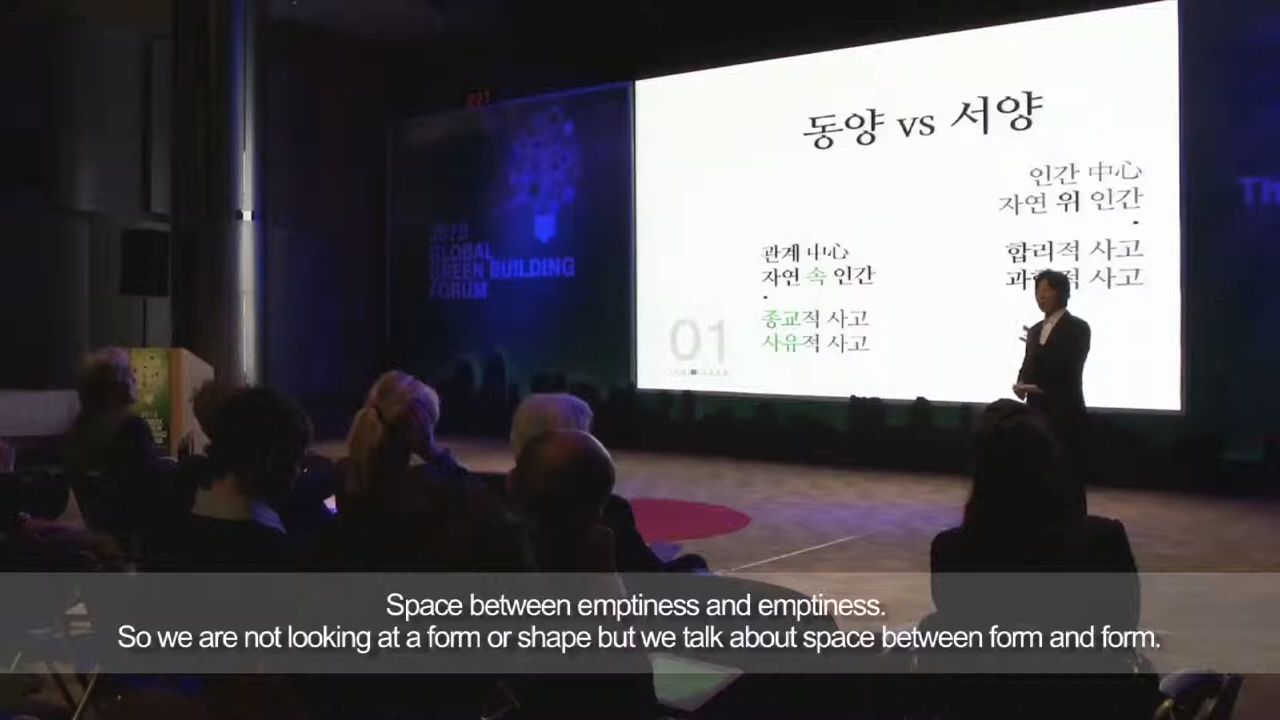 동양 vs 서양
인간 中心
자연 위 인간
합리적 사고
사고
관계 中心
자연 속 인간
종교적 사고
사유적 사고
01
GLOBAL
GREEN BUILDING
FORUM
Space between emptiness and emptiness.
So we are not looking at a form or shape but we talk about space between form and form.